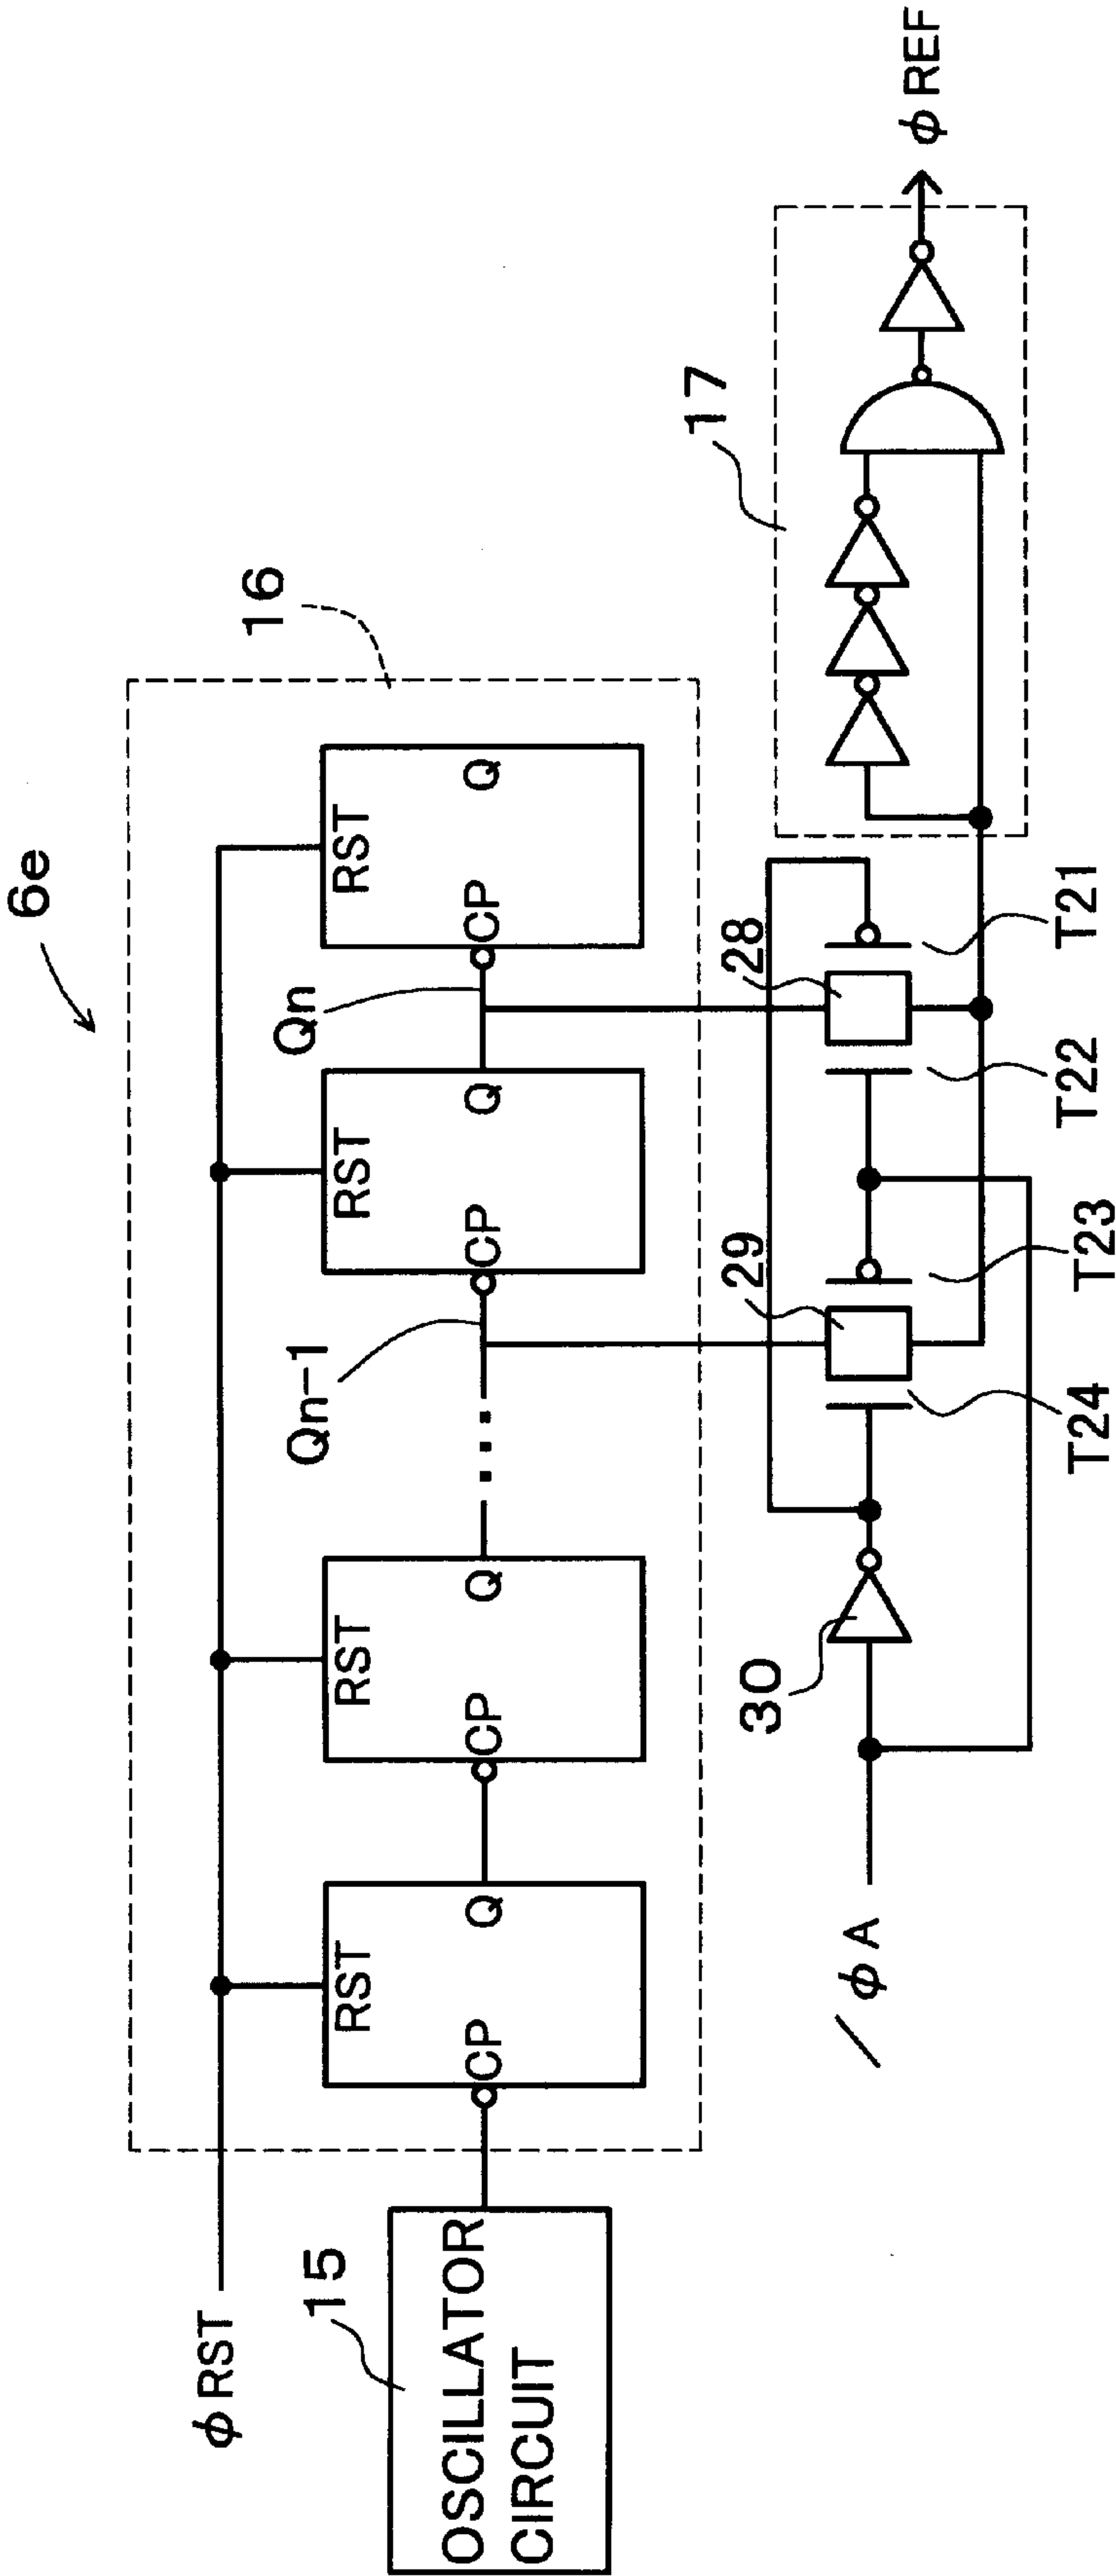 6e
16
φRST
15
OSCILLATOR
CIRCUIT
RST
CP
Q
RST
CP
Q
Qn-1
RST
CP
Q
Qn
RST
CP
Q
17
/φA
30
29
28
T24
T23
T22
T21
φREF